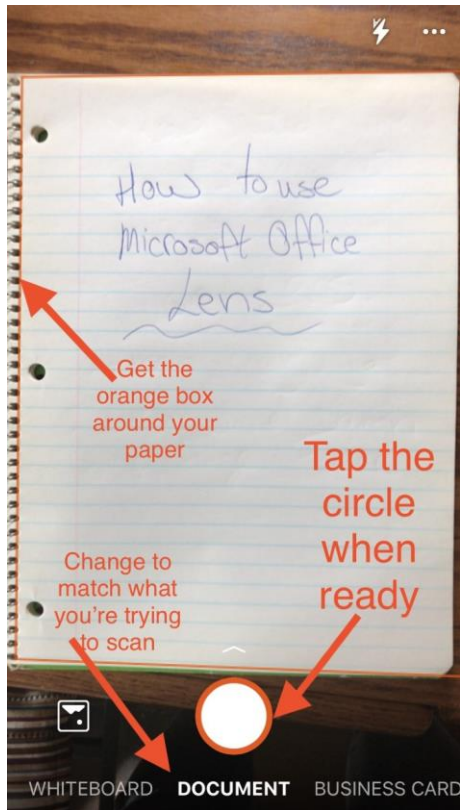 How to use
Microsoft Office
Lens
Get the
orange box
around your
paper
Tap the
circle
when
ready
Change to
match what
you're trying
to scan
WHITEBOARD DOCUMENT BUSINESS CARD